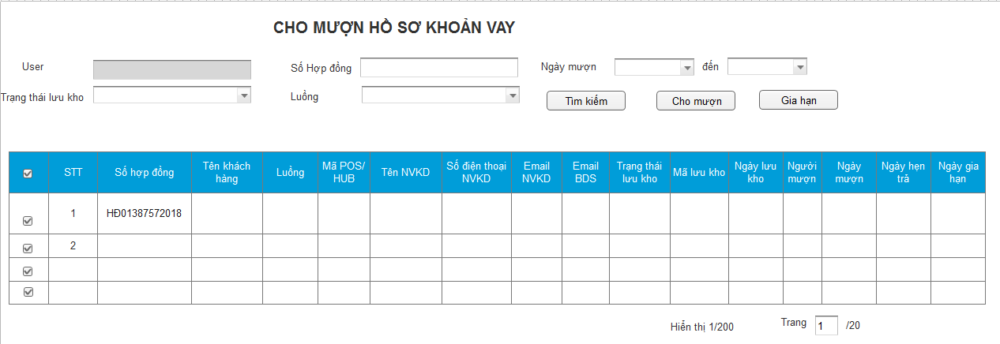 CHO MƯỢN HỒ SƠ KHOẢN VAY
User
Số Hợp đồng
Ngày mượn
đến
Trạng thái lưu kho
Luồng
Tìm kiếm
Cho mượn
Gia hạn
STT
Số hợp đồng
Tên khách
hàng
Luồng
Mã POS/
HUB
Tên NVKD
Số điện thoại
NVKD
Email
NVKD
Email
BDS
Trạng thái
lưu kho
Mã lưu kho
Ngày lưu
kho
Người
mượn
Ngày
mượn
Ngày hẹn
trả
Ngày gia
hạn
1
HĐ01387572018
2
Hiển thị 1/200
Trang
1
/20